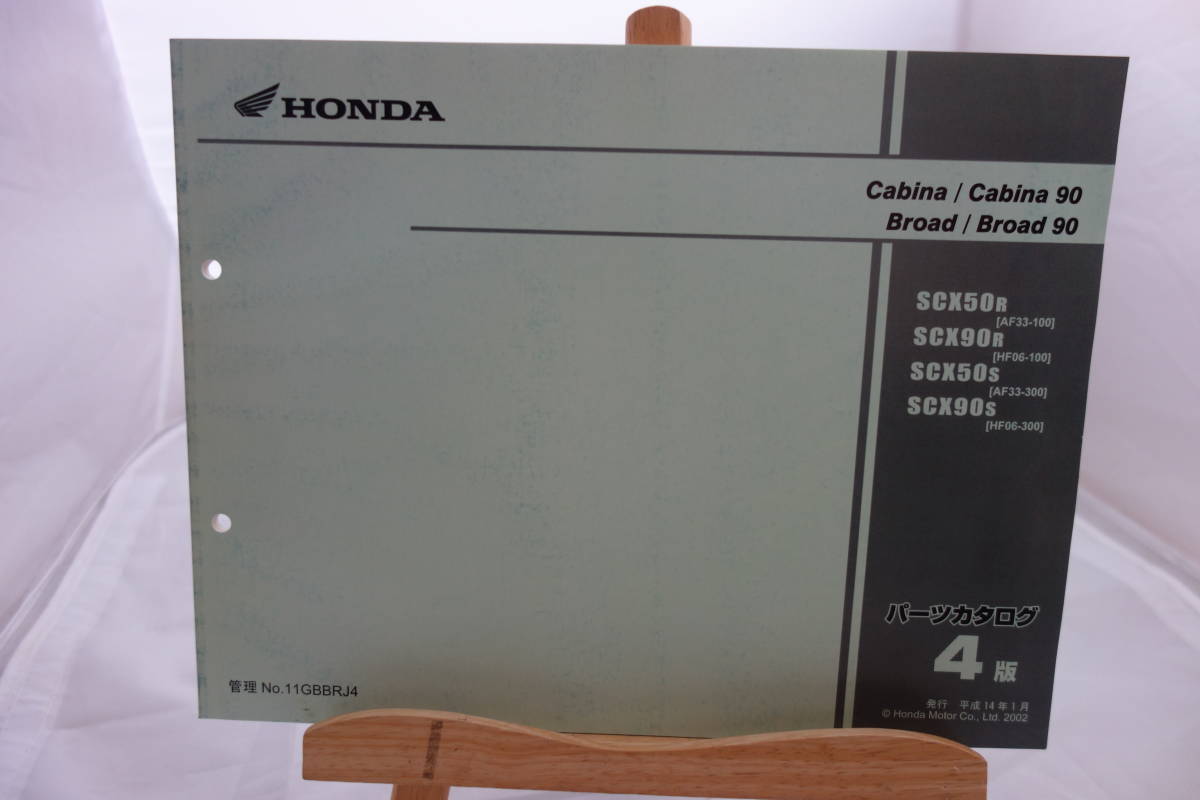 HONDA
Cabina / Cabina 90
Broad / Broad 90
SCX50R
[AF33-100]
SCX90R
[HF06-100]
SCX50S
[AF33-300]
SCX90S
[HF06-300]
パーツカタログ
4版
発行 平成14年1月
© Honda Motor Co., Ltd. 2002
管理 No.11GBBRJ4